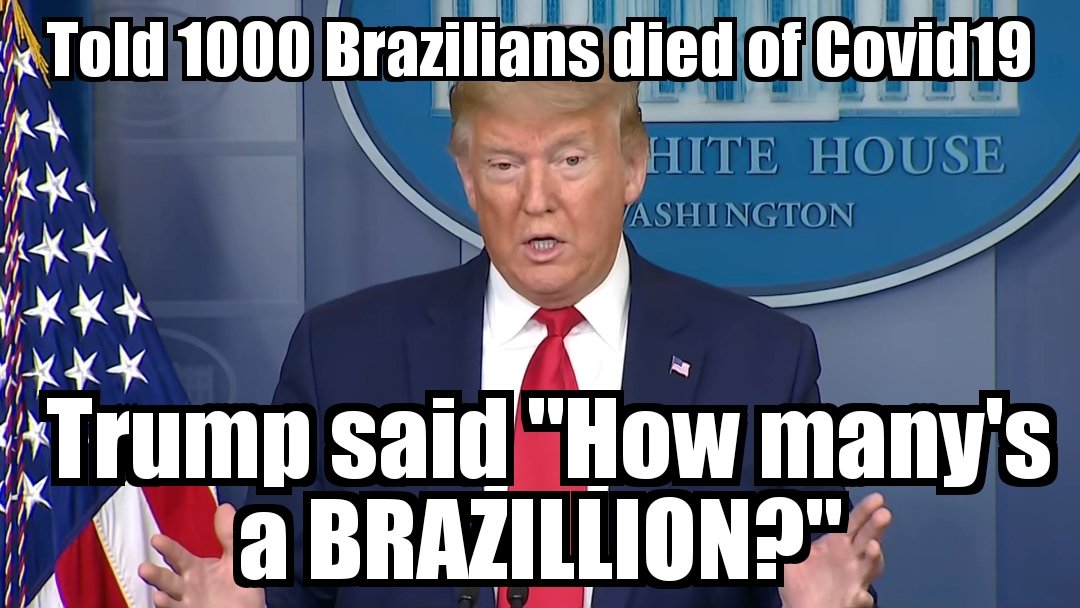 Told 1000 Brazilians died of Covid19
HITE HOUSE
ASHINGTON
Trump said "How many's
a BRAZILLION?"